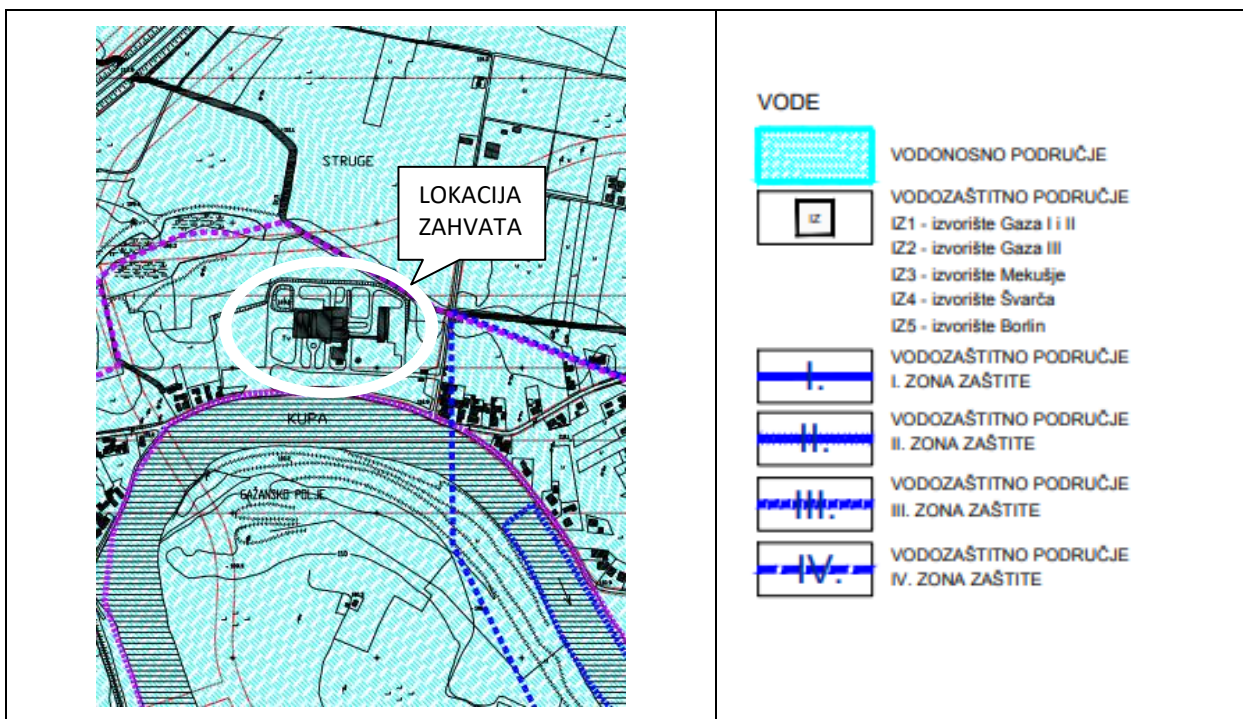 STRUGE
LOKACIJA
ZAHVATA
KUPA
GAŽANSKO POLJE
110
VODE
VODONOSNO PODRUČJE
IZ
VODOZAŠTITNO PODRUČJE
IZ1 - izvorište Gaza I i II
IZ2 - izvorište Gaza III
IZ3 - izvorište Mekušje
IZ4 - izvorište Švarča
IZ5 - izvorište Borlin
I.
VODOZAŠTITNO PODRUČJE
I. ZONA ZAŠTITE
II.
VODOZAŠTITNO PODRUČJE
II. ZONA ZAŠTITE
III.
VODOZAŠTITNO PODRUČJE
III. ZONA ZAŠTITE
IV.
VODOZAŠTITNO PODRUČJE
IV. ZONA ZAŠTITE